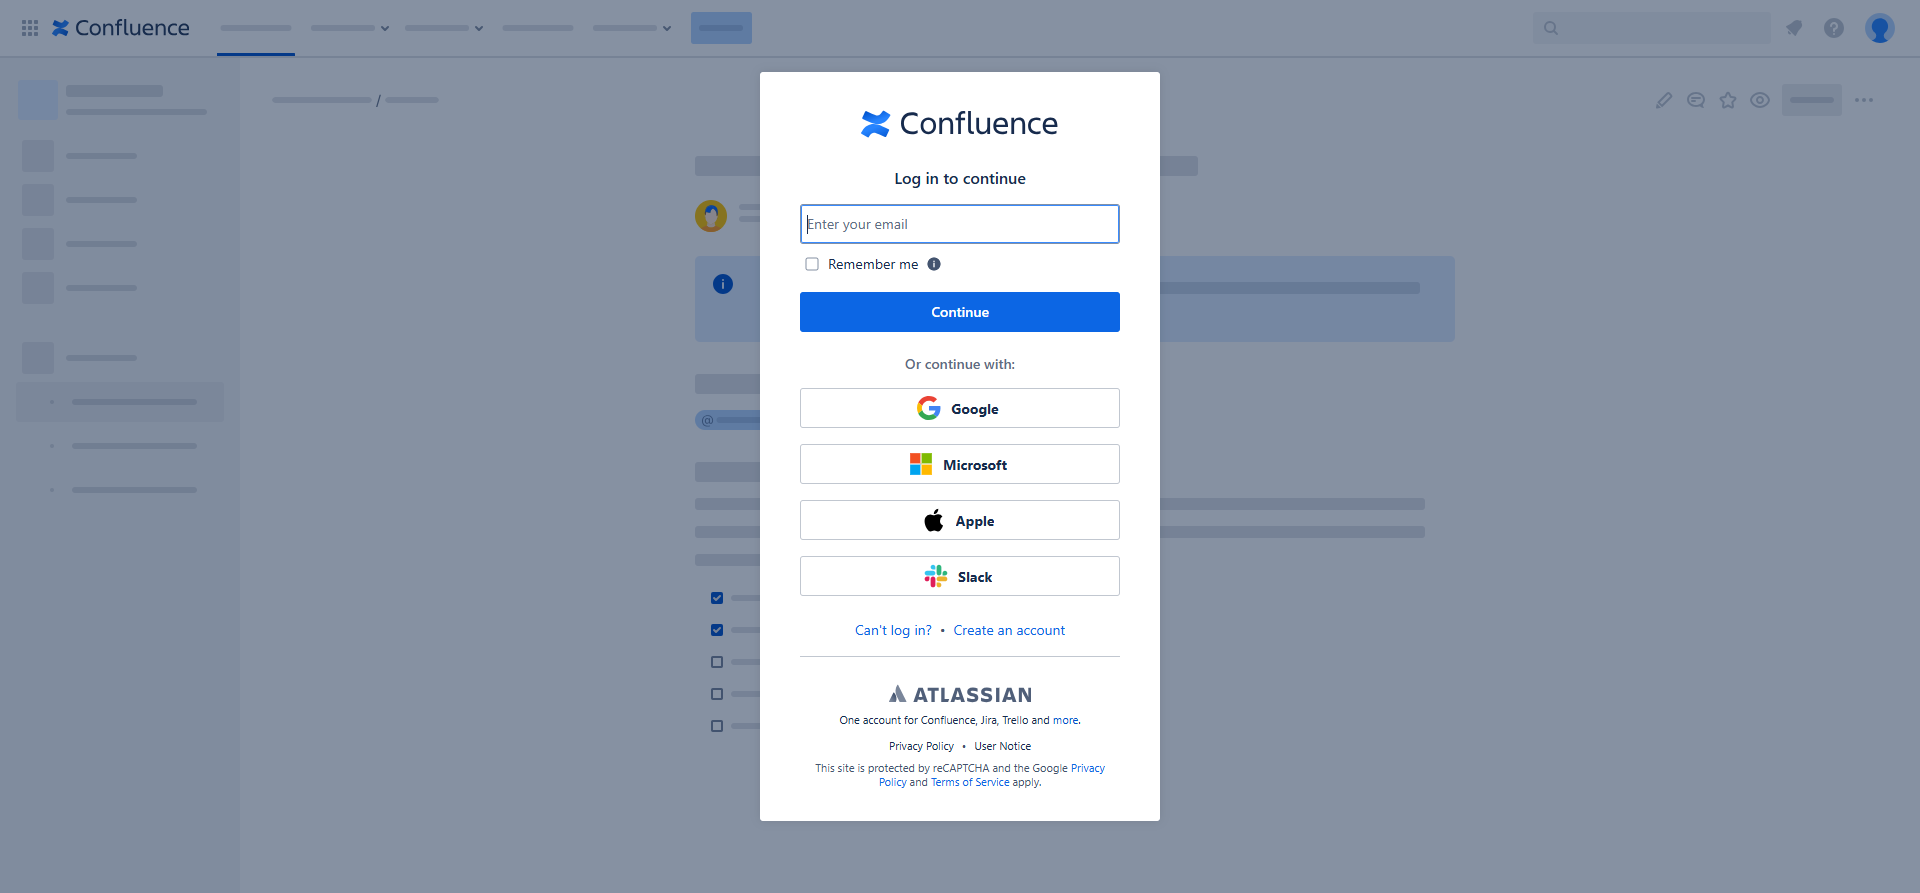 Confluence
/
Confluence
Log in to continue
Enter your email
Remember me
Continue
Or continue with:
Google
Microsoft
Apple
Slack
@
Can't log in? • Create an account
ATLASSIAN
One account for Confluence, Jira, Trello and more.
Privacy Policy • User Notice
This site is protected by reCAPTCHA and the Google Privacy
Policy and Terms of Service apply.